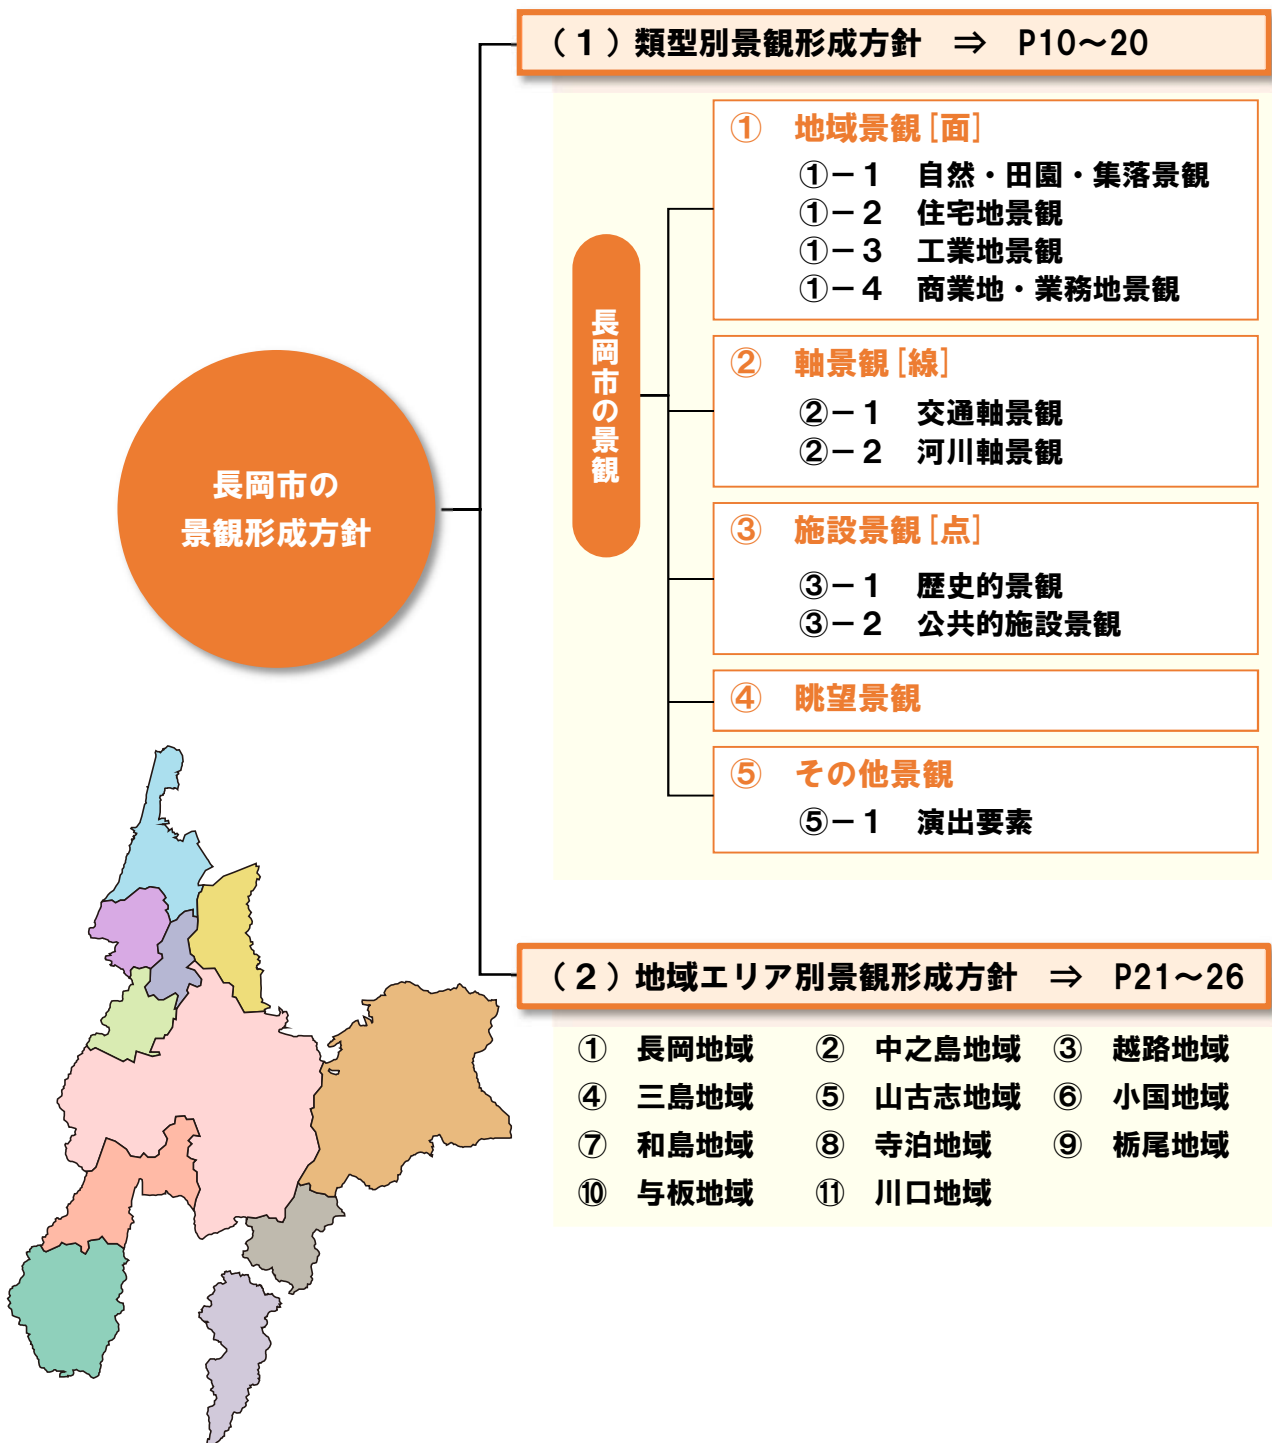 長岡市の
景観形成方針
（１）類型別景観形成方針　⇒　P10～20
長岡市の景観
①　地域景観［面］
①－１　自然・田園・集落景観
①－２　住宅地景観
①－３　工業地景観
①－４　商業地・業務地景観
②　軸景観［線］
②－１　交通軸景観
②－２　河川軸景観
③　施設景観［点］
③－１　歴史的景観
③－２　公共的施設景観
④　眺望景観
⑤　その他景観
⑤－１　演出要素
（２）地域エリア別景観形成方針　⇒　P21～26
①　長岡地域　②　中之島地域　③　越路地域
④　三島地域　⑤　山古志地域　⑥　小国地域
⑦　和島地域　⑧　寺泊地域　⑨　栃尾地域
⑩　与板地域　⑪　川口地域